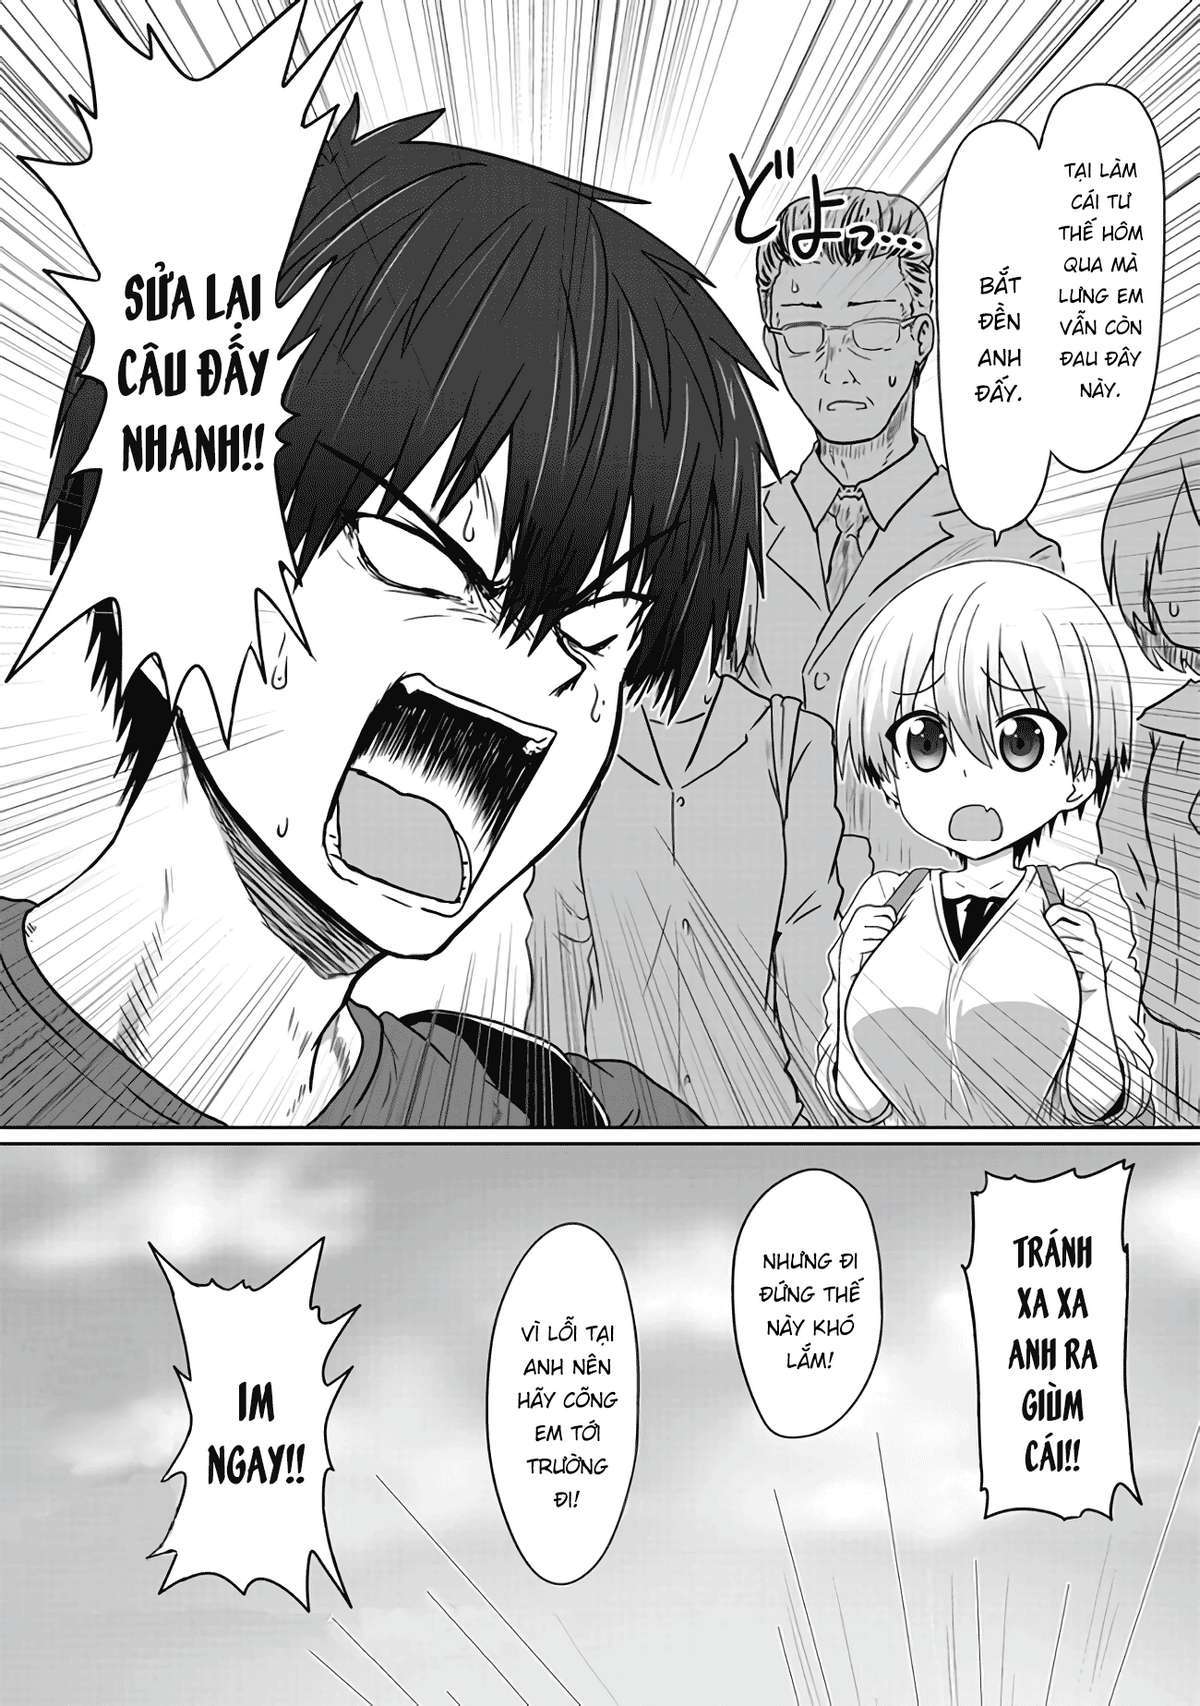 TẠI LÀM
CÁI TƯ
THẾ HÔM
QUA MÀ
LƯNG EM
VẪN CÒN
ĐAU ĐÂY
NÀY.
BẮT
ĐỀN
ANH
ĐẤY.
どよっ…
SỬA LẠI
CÂU ĐẤY
NHANH!!
TRÁNH
XA XA
ANH RA
GIÙM
CÁI!!
NHƯNG ĐI
ĐỨNG THẾ
NÀY KHÓ
LẮM!
VÌ LỖI TẠI
ANH NÊN
HÃY CÕNG
EM TỚI
TRƯỜNG
ĐI!
IM
NGAY!!